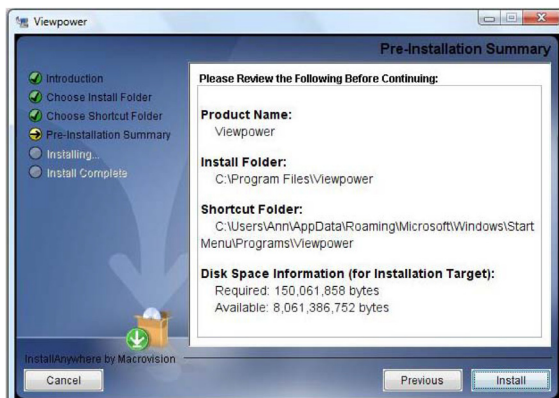 Viewpower
Pre-Installation Summary
Introduction
Choose Install Folder
Choose Shortcut Folder
Pre-Installation Summary
Installing...
Install Complete
Please Review the Following Before Continuing:
Product Name:
Viewpower
Install Folder:
C:\Program Files\Viewpower
Shortcut Folder:
C:\Users\Ann\AppData\Roaming\Microsoft\Windows\Start
Menu\Programs\Viewpower
Disk Space Information (for Installation Target):
Required: 150,061,858 bytes
Available: 8,061,386,752 bytes
InstallAnywhere by Macrovision
Cancel
Previous
Install